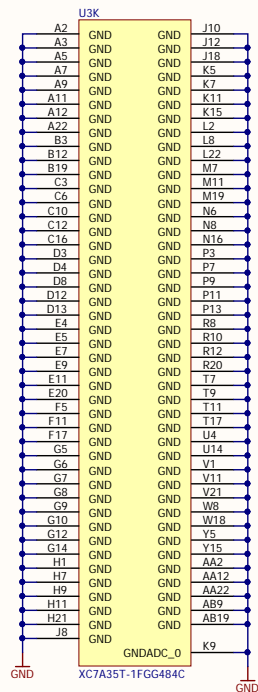 U3K
A2 GND GND J10
A3 GND GND J12
A5 GND GND J18
A7 GND GND K5
A9 GND GND K7
A11 GND GND K11
A12 GND GND K15
A22 GND GND L2
B3 GND GND L8
B12 GND GND L22
B19 GND GND M7
C3 GND GND M11
C6 GND GND M19
C10 GND GND N6
C12 GND GND N8
C16 GND GND N16
D3 GND GND P3
D4 GND GND P7
D8 GND GND P9
D12 GND GND P11
D13 GND GND P13
E4 GND GND R8
E5 GND GND R10
E7 GND GND R12
E9 GND GND R20
E11 GND GND T7
E20 GND GND T9
F5 GND GND T11
F11 GND GND T17
F17 GND GND U4
G5 GND GND U14
G6 GND GND V1
G7 GND GND V11
G8 GND GND V21
G9 GND GND W8
G10 GND GND W18
G12 GND GND Y5
G14 GND GND Y15
H1 GND GND AA2
H7 GND GND AA12
H9 GND GND AA22
H11 GND GND AB9
H21 GND GND AB19
J8 GND
GNDADC_0 K9
GND XC7A35T-1FGG484C GND